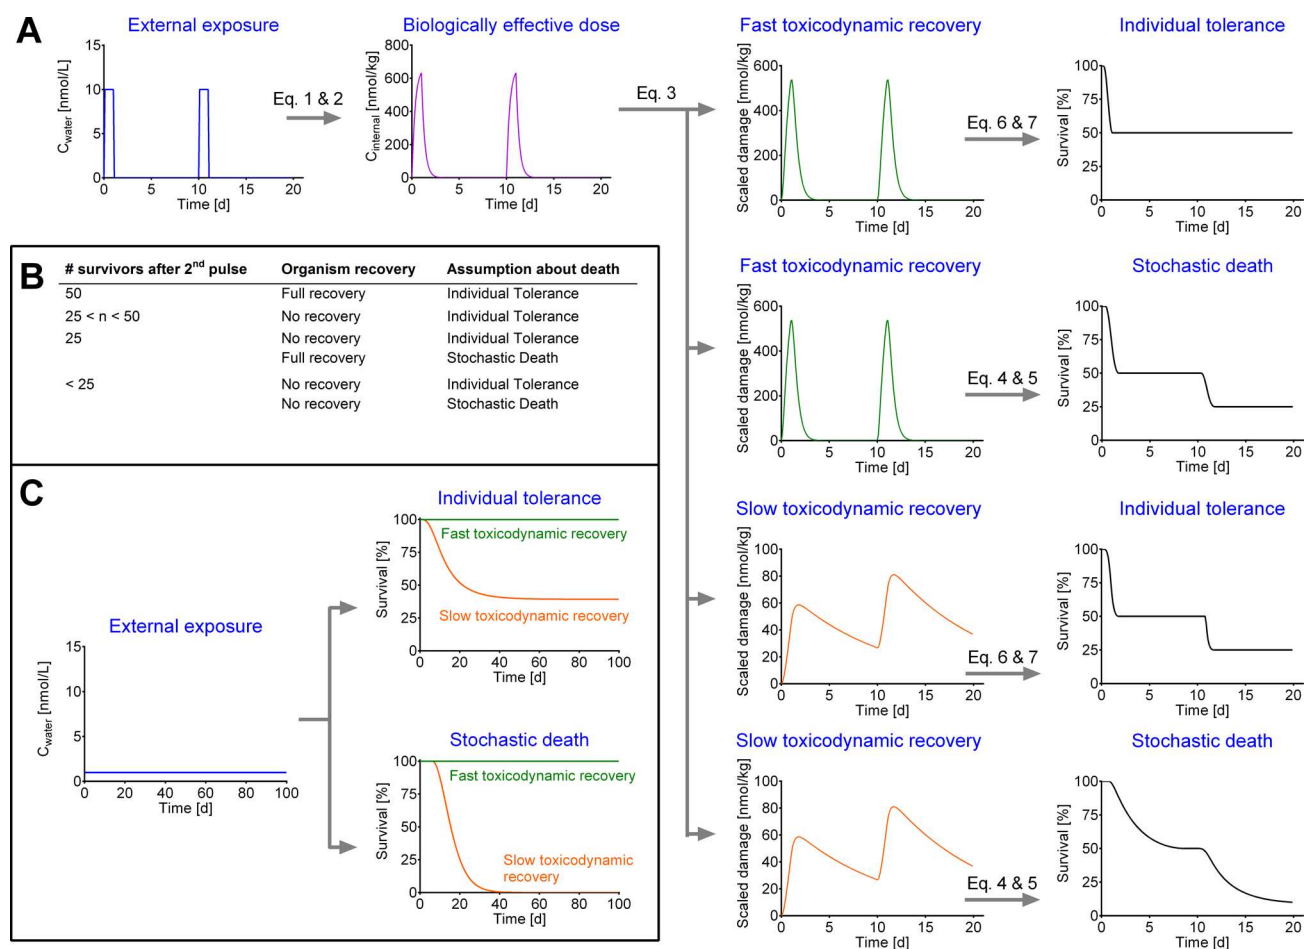 A
External exposure
C_water [nmol/L]
15
10
5
0
0 5 10 15 20
Time [d]
Eq. 1 & 2
Biologically effective dose
C_internal [nmol/kg]
800
600
400
200
0
0 5 10 15 20
Time [d]
Eq. 3
Fast toxicodynamic recovery
Scaled damage [nmol/kg]
600
400
200
0
0 5 10 15 20
Time [d]
Eq. 6 & 7
Individual tolerance
Survival [%]
100
75
50
25
0
0 5 10 15 20
Time [d]
B
# survivors after 2nd pulse Organism recovery Assumption about death
50 Full recovery Individual Tolerance
25 < n < 50 No recovery Individual Tolerance
25 No recovery Individual Tolerance
Full recovery Stochastic Death
< 25 No recovery Individual Tolerance
No recovery Stochastic Death
Fast toxicodynamic recovery
Scaled damage [nmol/kg]
600
400
200
0
0 5 10 15 20
Time [d]
Eq. 4 & 5
Stochastic death
Survival [%]
100
75
50
25
0
0 5 10 15 20
Time [d]
C
External exposure
C_water [nmol/L]
15
10
5
0
0 20 40 60 80 100
Time [d]
Individual tolerance
Survival [%]
100
75
50
25
0
Fast toxicodynamic recovery
Slow toxicodynamic recovery
0 20 40 60 80 100
Time [d]
Stochastic death
Survival [%]
100
75
50
25
0
Fast toxicodynamic recovery
Slow toxicodynamic
recovery
0 20 40 60 80 100
Time [d]
Slow toxicodynamic recovery
Scaled damage [nmol/kg]
100
80
60
40
20
0
0 5 10 15 20
Time [d]
Eq. 6 & 7
Individual tolerance
Survival [%]
100
75
50
25
0
0 5 10 15 20
Time [d]
Slow toxicodynamic recovery
Scaled damage [nmol/kg]
100
80
60
40
20
0
0 5 10 15 20
Time [d]
Eq. 4 & 5
Stochastic death
Survival [%]
100
75
50
25
0
0 5 10 15 20
Time [d]